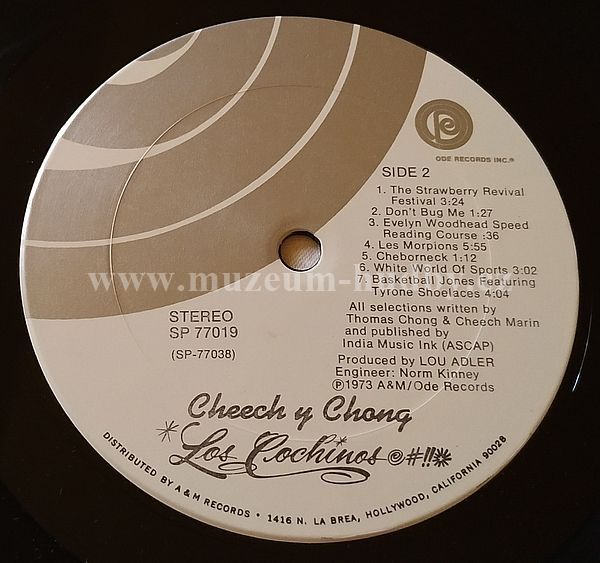 ODE RECORDS INC.®
SIDE 2
1. The Strawberry Revival
Festival 3:24
2. Don't Bug Me 1:27
3. Evelyn Woodhead Speed
Reading Course :36
4. Les Morpions 5:55
5. Cheborneck 1:12
6. White World Of Sports 3:02
7. Basketball Jones featuring
Tyrone Shoelaces 4:04
All selections written by
Thomas Chong & Cheech Marin
and published by
India Music Ink (ASCAP)
Produced by LOU ADLER
Engineer: Norm Kinney
℗1973 A&M/Ode Records
STEREO
SP 77019
(SP-77038)
Cheech y Chong
*Los Cochinos @#!!*
DISTRIBUTED BY A & M RECORDS • 1416 N. LA BREA, HOLLYWOOD, CALIFORNIA 90028